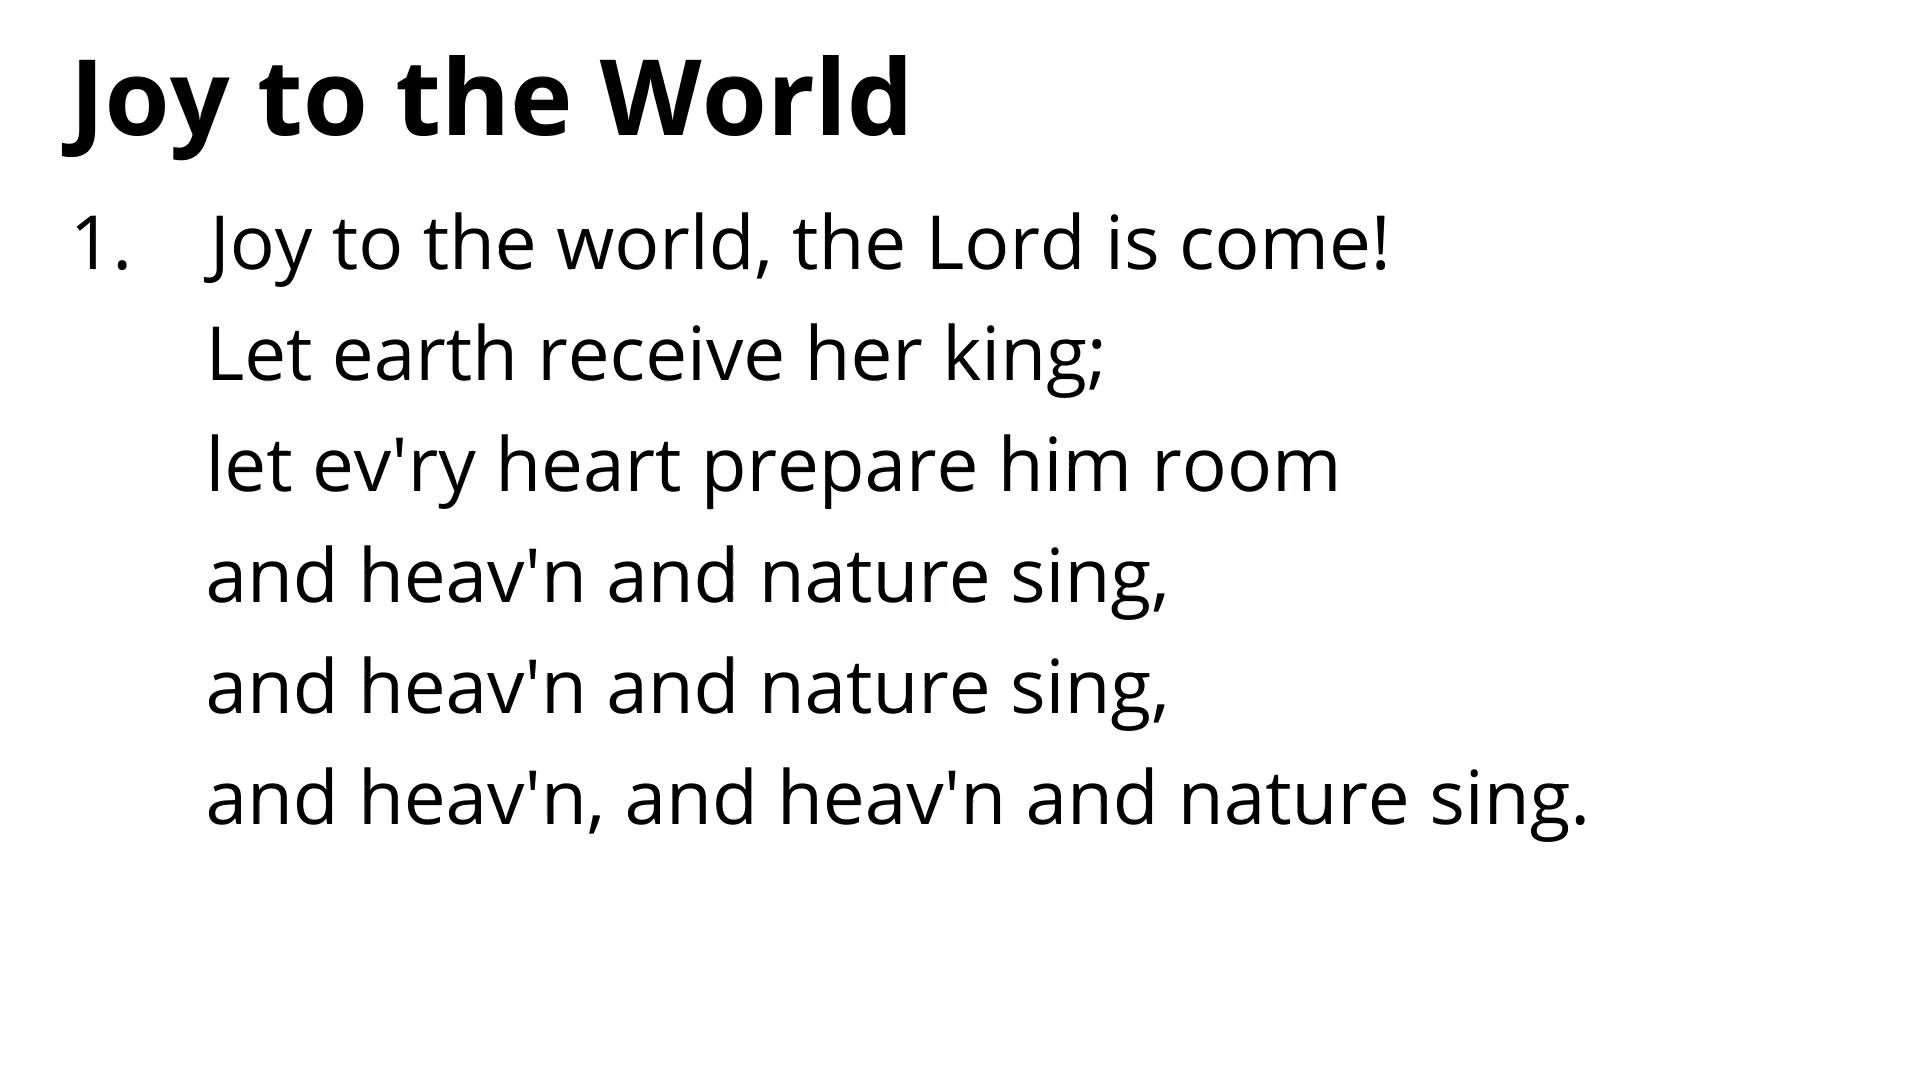 Joy to the World
1. Joy to the world, the Lord is come!
Let earth receive her king;
let ev'ry heart prepare him room
and heav'n and nature sing,
and heav'n and nature sing,
and heav'n, and heav'n and nature sing.